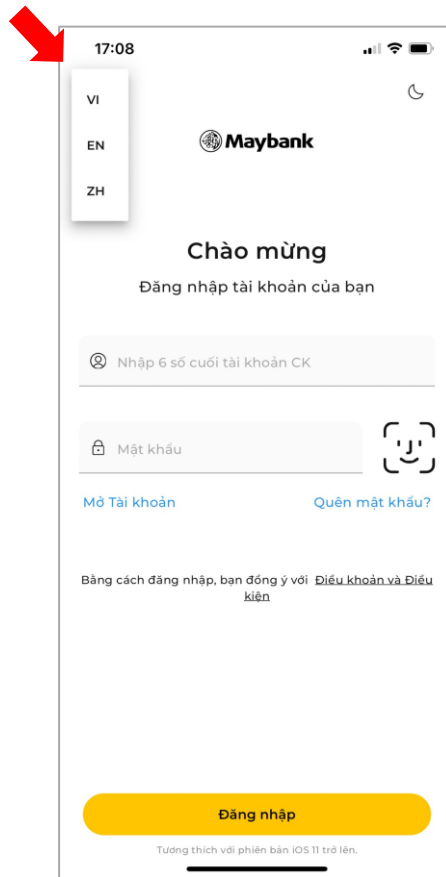 17:08
VI
EN
ZH
Maybank
Chào mừng
Đăng nhập tài khoản của bạn
Nhập 6 số cuối tài khoản CK
Mật khẩu
Mở Tài khoản
Quên mật khẩu?
Bằng cách đăng nhập, bạn đồng ý với Điều khoản và Điều
kiện
Đăng nhập
Tương thích với phiên bản iOS 11 trở lên.